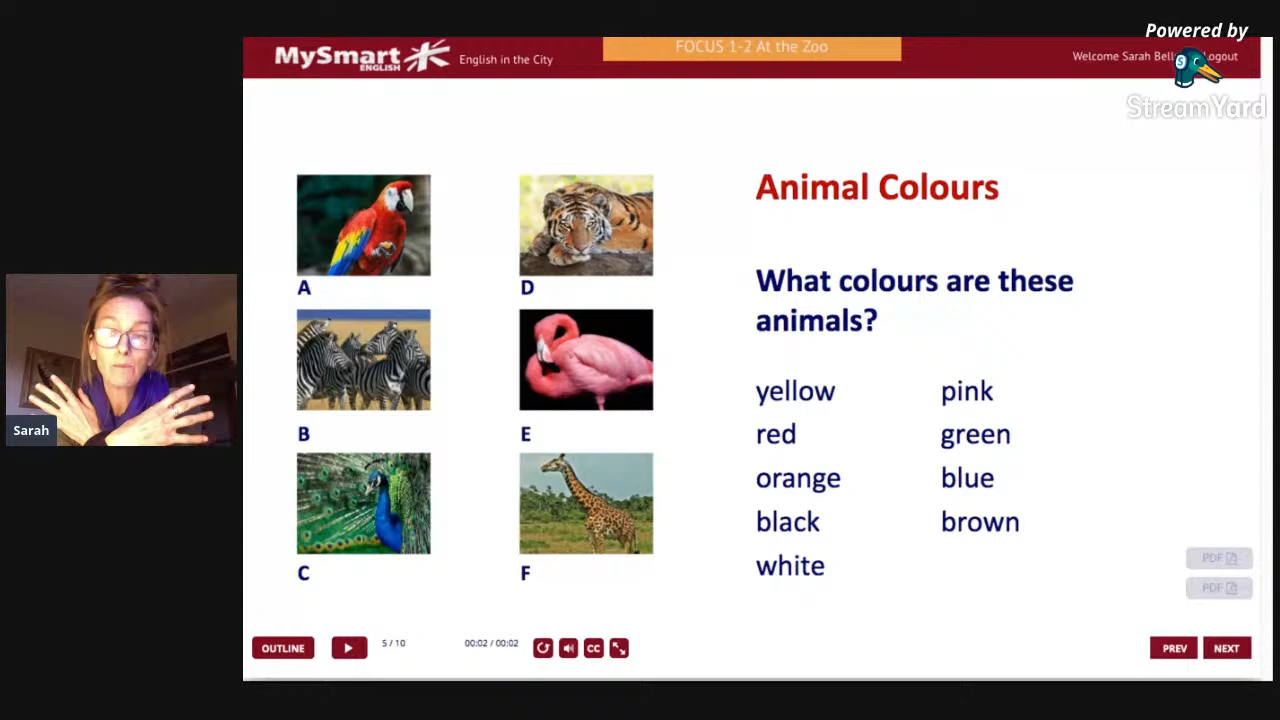 Powered by
StreamYard
MySmart
ENGLISH
English in the City
FOCUS 1-2 At the Zoo
Welcome Sarah
Animal Colours
What colours are these
animals?
A
D
B
E
C
F
yellow
pink
red
green
orange
blue
black
brown
white
PDF
PDF
Sarah
OUTLINE
5 / 10
00:02 / 00:02
CC
PREV
NEXT